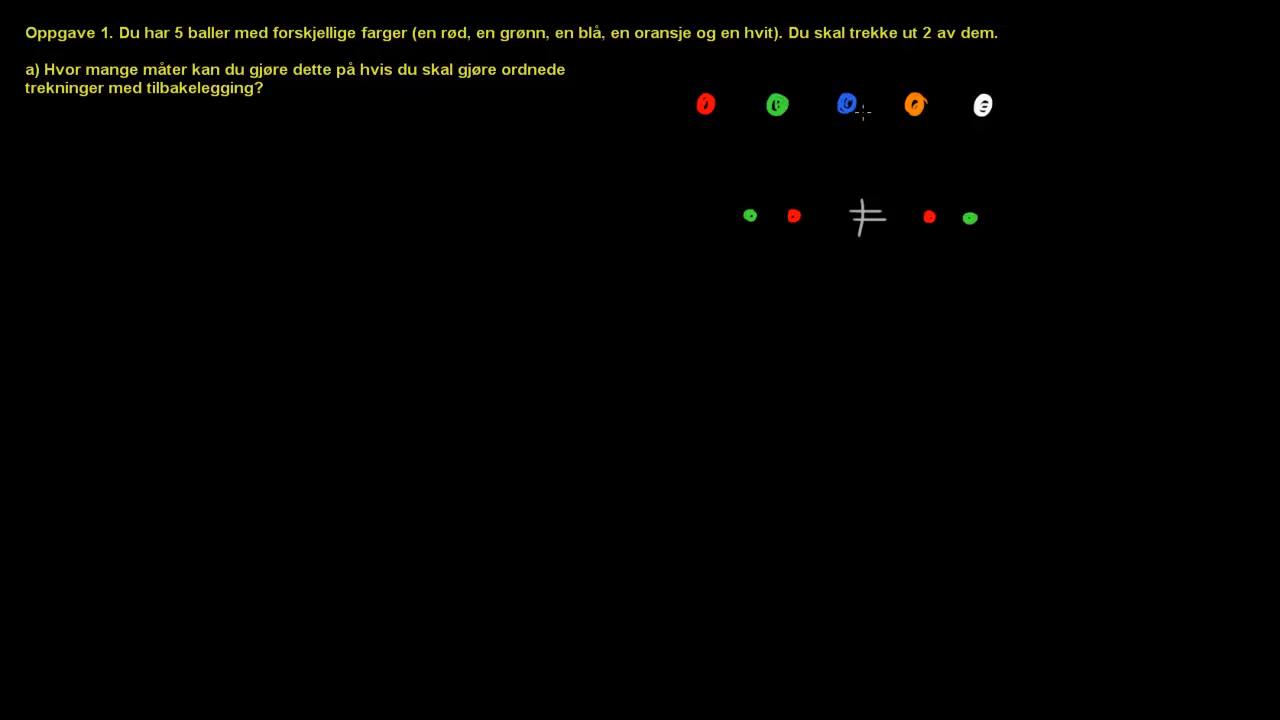 Oppgave 1. Du har 5 baller med forskjellige farger (en rød, en grønn, en blå, en oransje og en hvit). Du skal trekke ut 2 av dem.
a) Hvor mange måter kan du gjøre dette på hvis du skal gjøre ordnede
trekninger med tilbakelegging?
≠